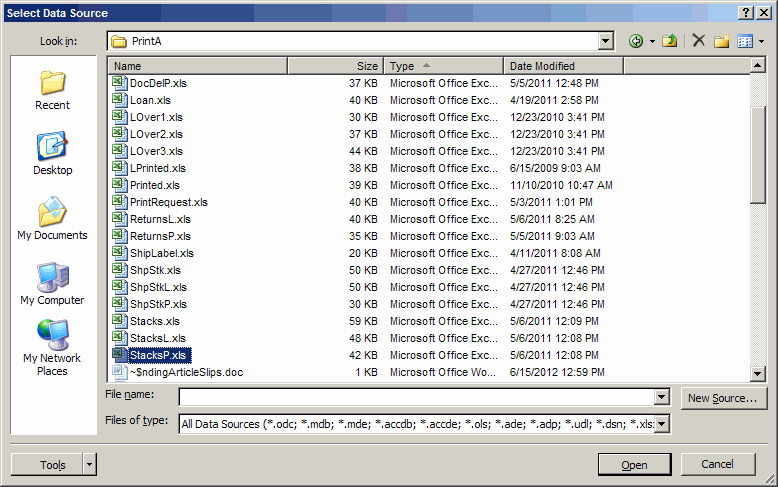 Select Data Source
Look in: PrintA
Name Size Type Date Modified
DocDelP.xls 37 KB Microsoft Office Exc... 5/5/2011 12:48 PM
Loan.xls 40 KB Microsoft Office Exc... 4/19/2011 2:58 PM
LOver1.xls 30 KB Microsoft Office Exc... 12/23/2010 3:41 PM
LOver2.xls 37 KB Microsoft Office Exc... 12/23/2010 3:41 PM
LOver3.xls 44 KB Microsoft Office Exc... 12/23/2010 3:41 PM
LPrinted.xls 38 KB Microsoft Office Exc... 6/15/2009 9:03 AM
Printed.xls 39 KB Microsoft Office Exc... 11/10/2010 10:47 AM
PrintRequest.xls 40 KB Microsoft Office Exc... 5/3/2011 1:01 PM
ReturnsL.xls 40 KB Microsoft Office Exc... 5/6/2011 8:25 AM
ReturnsP.xls 35 KB Microsoft Office Exc... 5/5/2011 9:03 AM
ShipLabel.xls 20 KB Microsoft Office Exc... 4/11/2011 8:08 AM
ShpStk.xls 50 KB Microsoft Office Exc... 4/27/2011 12:46 PM
ShpStkL.xls 50 KB Microsoft Office Exc... 4/27/2011 12:46 PM
ShpStkP.xls 30 KB Microsoft Office Exc... 4/27/2011 12:46 PM
Stacks.xls 59 KB Microsoft Office Exc... 5/6/2011 12:09 PM
StacksL.xls 48 KB Microsoft Office Exc... 5/6/2011 12:08 PM
StacksP.xls 42 KB Microsoft Office Exc... 5/6/2011 12:08 PM
~$ndingArticleSlips.doc 1 KB Microsoft Office Wo... 6/15/2012 12:59 PM
Recent
Desktop
My Documents
My Computer
My Network
Places
File name: New Source...
Files of type: All Data Sources (*.odc; *.mdb; *.mde; *.accdb; *.accde; *.ols; *.ade; *.adp; *.udl; *.dsn; *.xls
Tools Open Cancel